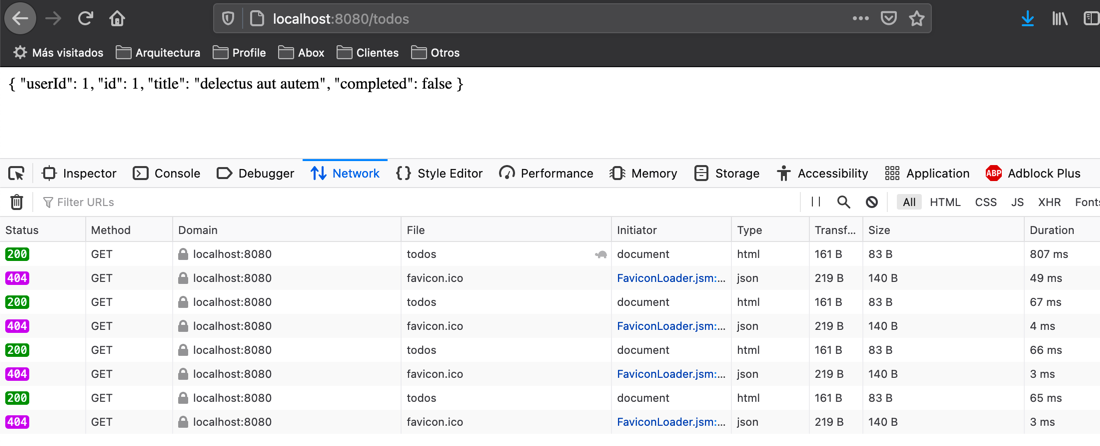 localhost:8080/todos
Más visitados Arquitectura Profile Abox Clientes Otros
{ "userId": 1, "id": 1, "title": "delectus aut autem", "completed": false }
Inspector Console Debugger Network Style Editor Performance Memory Storage Accessibility Application ABP Adblock Plus
Filter URLs All HTML CSS JS XHR Fonts
Status Method Domain File Initiator Type Transf... Size Duration
200 GET localhost:8080 todos document html 161 B 83 B 807 ms
404 GET localhost:8080 favicon.ico FaviconLoader.jsm:... json 219 B 140 B 49 ms
200 GET localhost:8080 todos document html 161 B 83 B 67 ms
404 GET localhost:8080 favicon.ico FaviconLoader.jsm:... json 219 B 140 B 4 ms
200 GET localhost:8080 todos document html 161 B 83 B 66 ms
404 GET localhost:8080 favicon.ico FaviconLoader.jsm:... json 219 B 140 B 3 ms
200 GET localhost:8080 todos document html 161 B 83 B 65 ms
404 GET localhost:8080 favicon.ico FaviconLoader.jsm:... json 219 B 140 B 3 ms